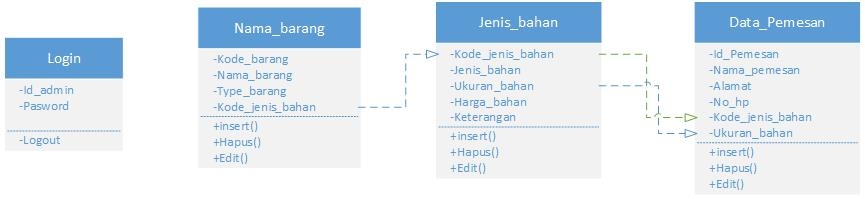 Login
-Id_admin
-Pasword
-Logout
Nama_barang
-Kode_barang
-Nama_barang
-Type_barang
-Kode_jenis_bahan
+insert()
+Hapus()
+Edit()
Jenis_bahan
-Kode_jenis_bahan
-Jenis_bahan
-Ukuran_bahan
-Harga_bahan
-Keterangan
+insert()
+Hapus()
+Edit()
Data_Pemesan
-Id_Pemesan
-Nama_pemesan
-Alamat
-No_hp
-Kode_jenis_bahan
-Ukuran_bahan
+insert()
+Hapus()
+Edit()